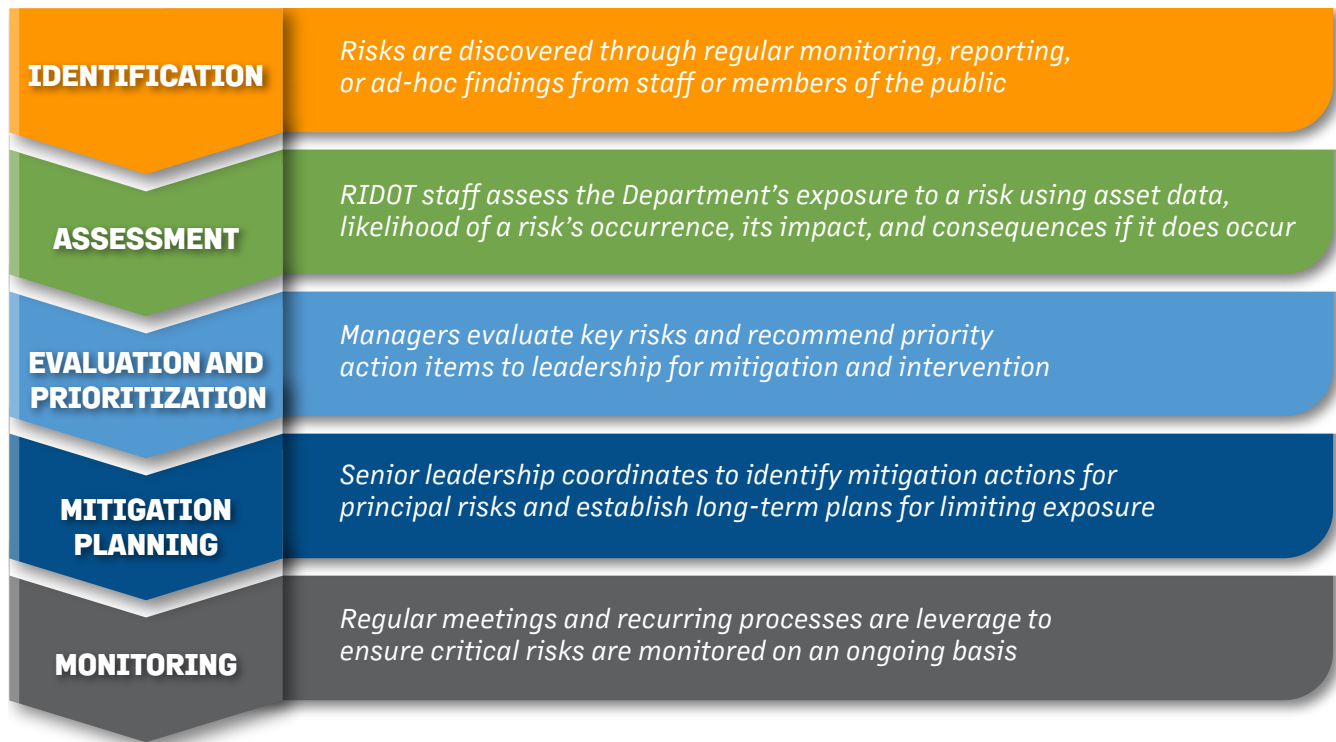 IDENTIFICATION
Risks are discovered through regular monitoring, reporting,
or ad-hoc findings from staff or members of the public
ASSESSMENT
RIDOT staff assess the Department’s exposure to a risk using asset data,
likelihood of a risk’s occurrence, its impact, and consequences if it does occur
EVALUATION AND
PRIORITIZATION
Managers evaluate key risks and recommend priority
action items to leadership for mitigation and intervention
MITIGATION
PLANNING
Senior leadership coordinates to identify mitigation actions for
principal risks and establish long-term plans for limiting exposure
MONITORING
Regular meetings and recurring processes are leverage to
ensure critical risks are monitored on an ongoing basis